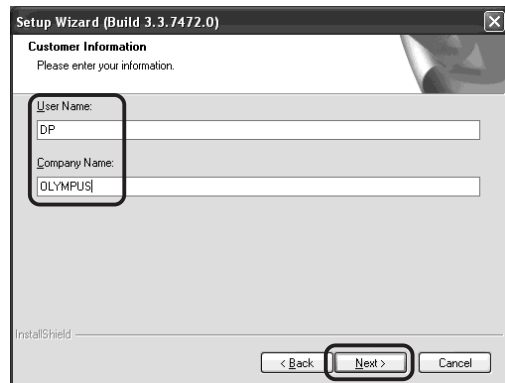 Setup Wizard (Build 3.3.7472.0)
Customer Information
Please enter your information.
User Name:
DP
Company Name:
OLYMPUS
InstallShield
< Back Next > Cancel